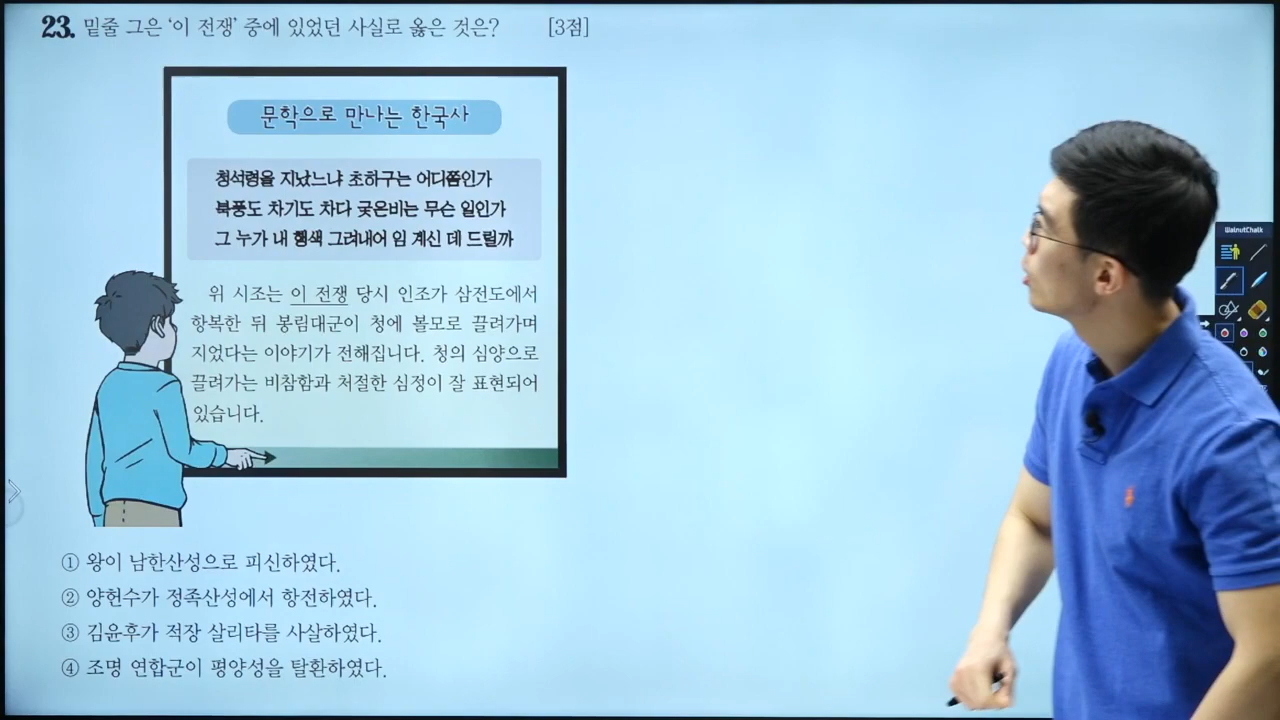 23. 밑줄 그은 ‘이 전쟁’ 중에 있었던 사실로 옳은 것은? [3점]
문학으로 만나는 한국사
청석령을 지났느냐 초하구는 어디쯤인가
북풍도 차기도 차다 궂은비는 무슨 일인가
그 누가 내 행색 그려내어 임 계신 데 드릴까
위 시조는 이 전쟁 당시 인조가 삼전도에서
항복한 뒤 봉림대군이 청에 볼모로 끌려가며
지었다는 이야기가 전해집니다. 청의 심양으로
끌려가는 비참함과 처절한 심정이 잘 표현되어
있습니다.
① 왕이 남한산성으로 피신하였다.
② 양헌수가 정족산성에서 항전하였다.
③ 김윤후가 적장 살리타를 사살하였다.
④ 조명 연합군이 평양성을 탈환하였다.
WalnutChalk